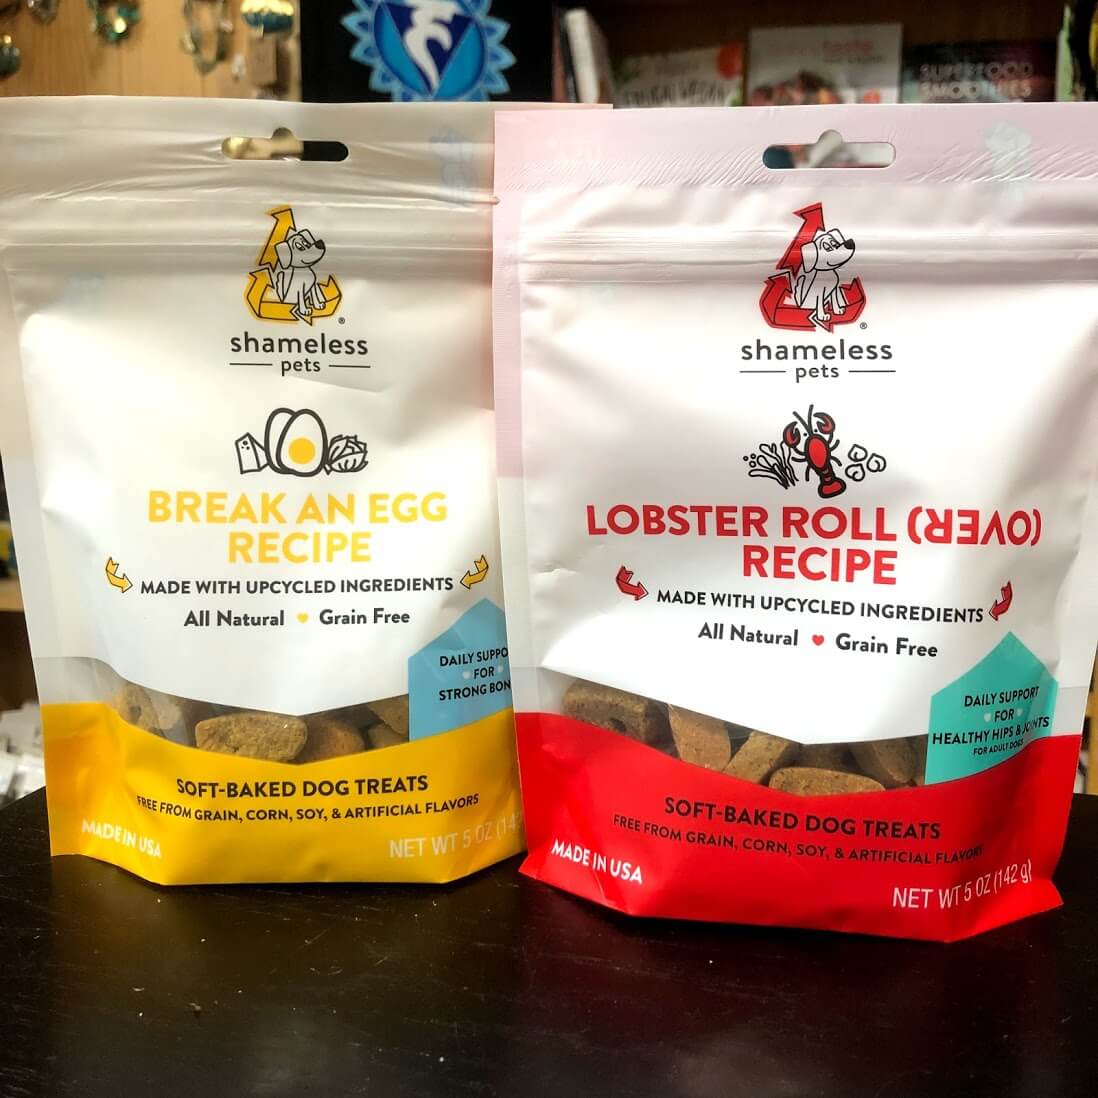 SUPERFOOD
SMOOTHIES
shameless
pets
BREAK AN EGG
RECIPE
MADE WITH UPCYCLED INGREDIENTS
All Natural Grain Free
DAILY SUPPO
FOR
STRONG BON
SOFT-BAKED DOG TREATS
FREE FROM GRAIN, CORN, SOY, & ARTIFICIAL FLAVORS
MADE IN USA
NET WT 5 OZ (14
shameless
pets
LOBSTER ROLL (OVER)
RECIPE
MADE WITH UPCYCLED INGREDIENTS
All Natural Grain Free
DAILY SUPPORT
FOR
HEALTHY HIPS & JOINTS
FOR ADULT DOGS
SOFT-BAKED DOG TREATS
FREE FROM GRAIN, CORN, SOY, & ARTIFICIAL FLAVORS
MADE IN USA
NET WT 5 OZ (142 g)